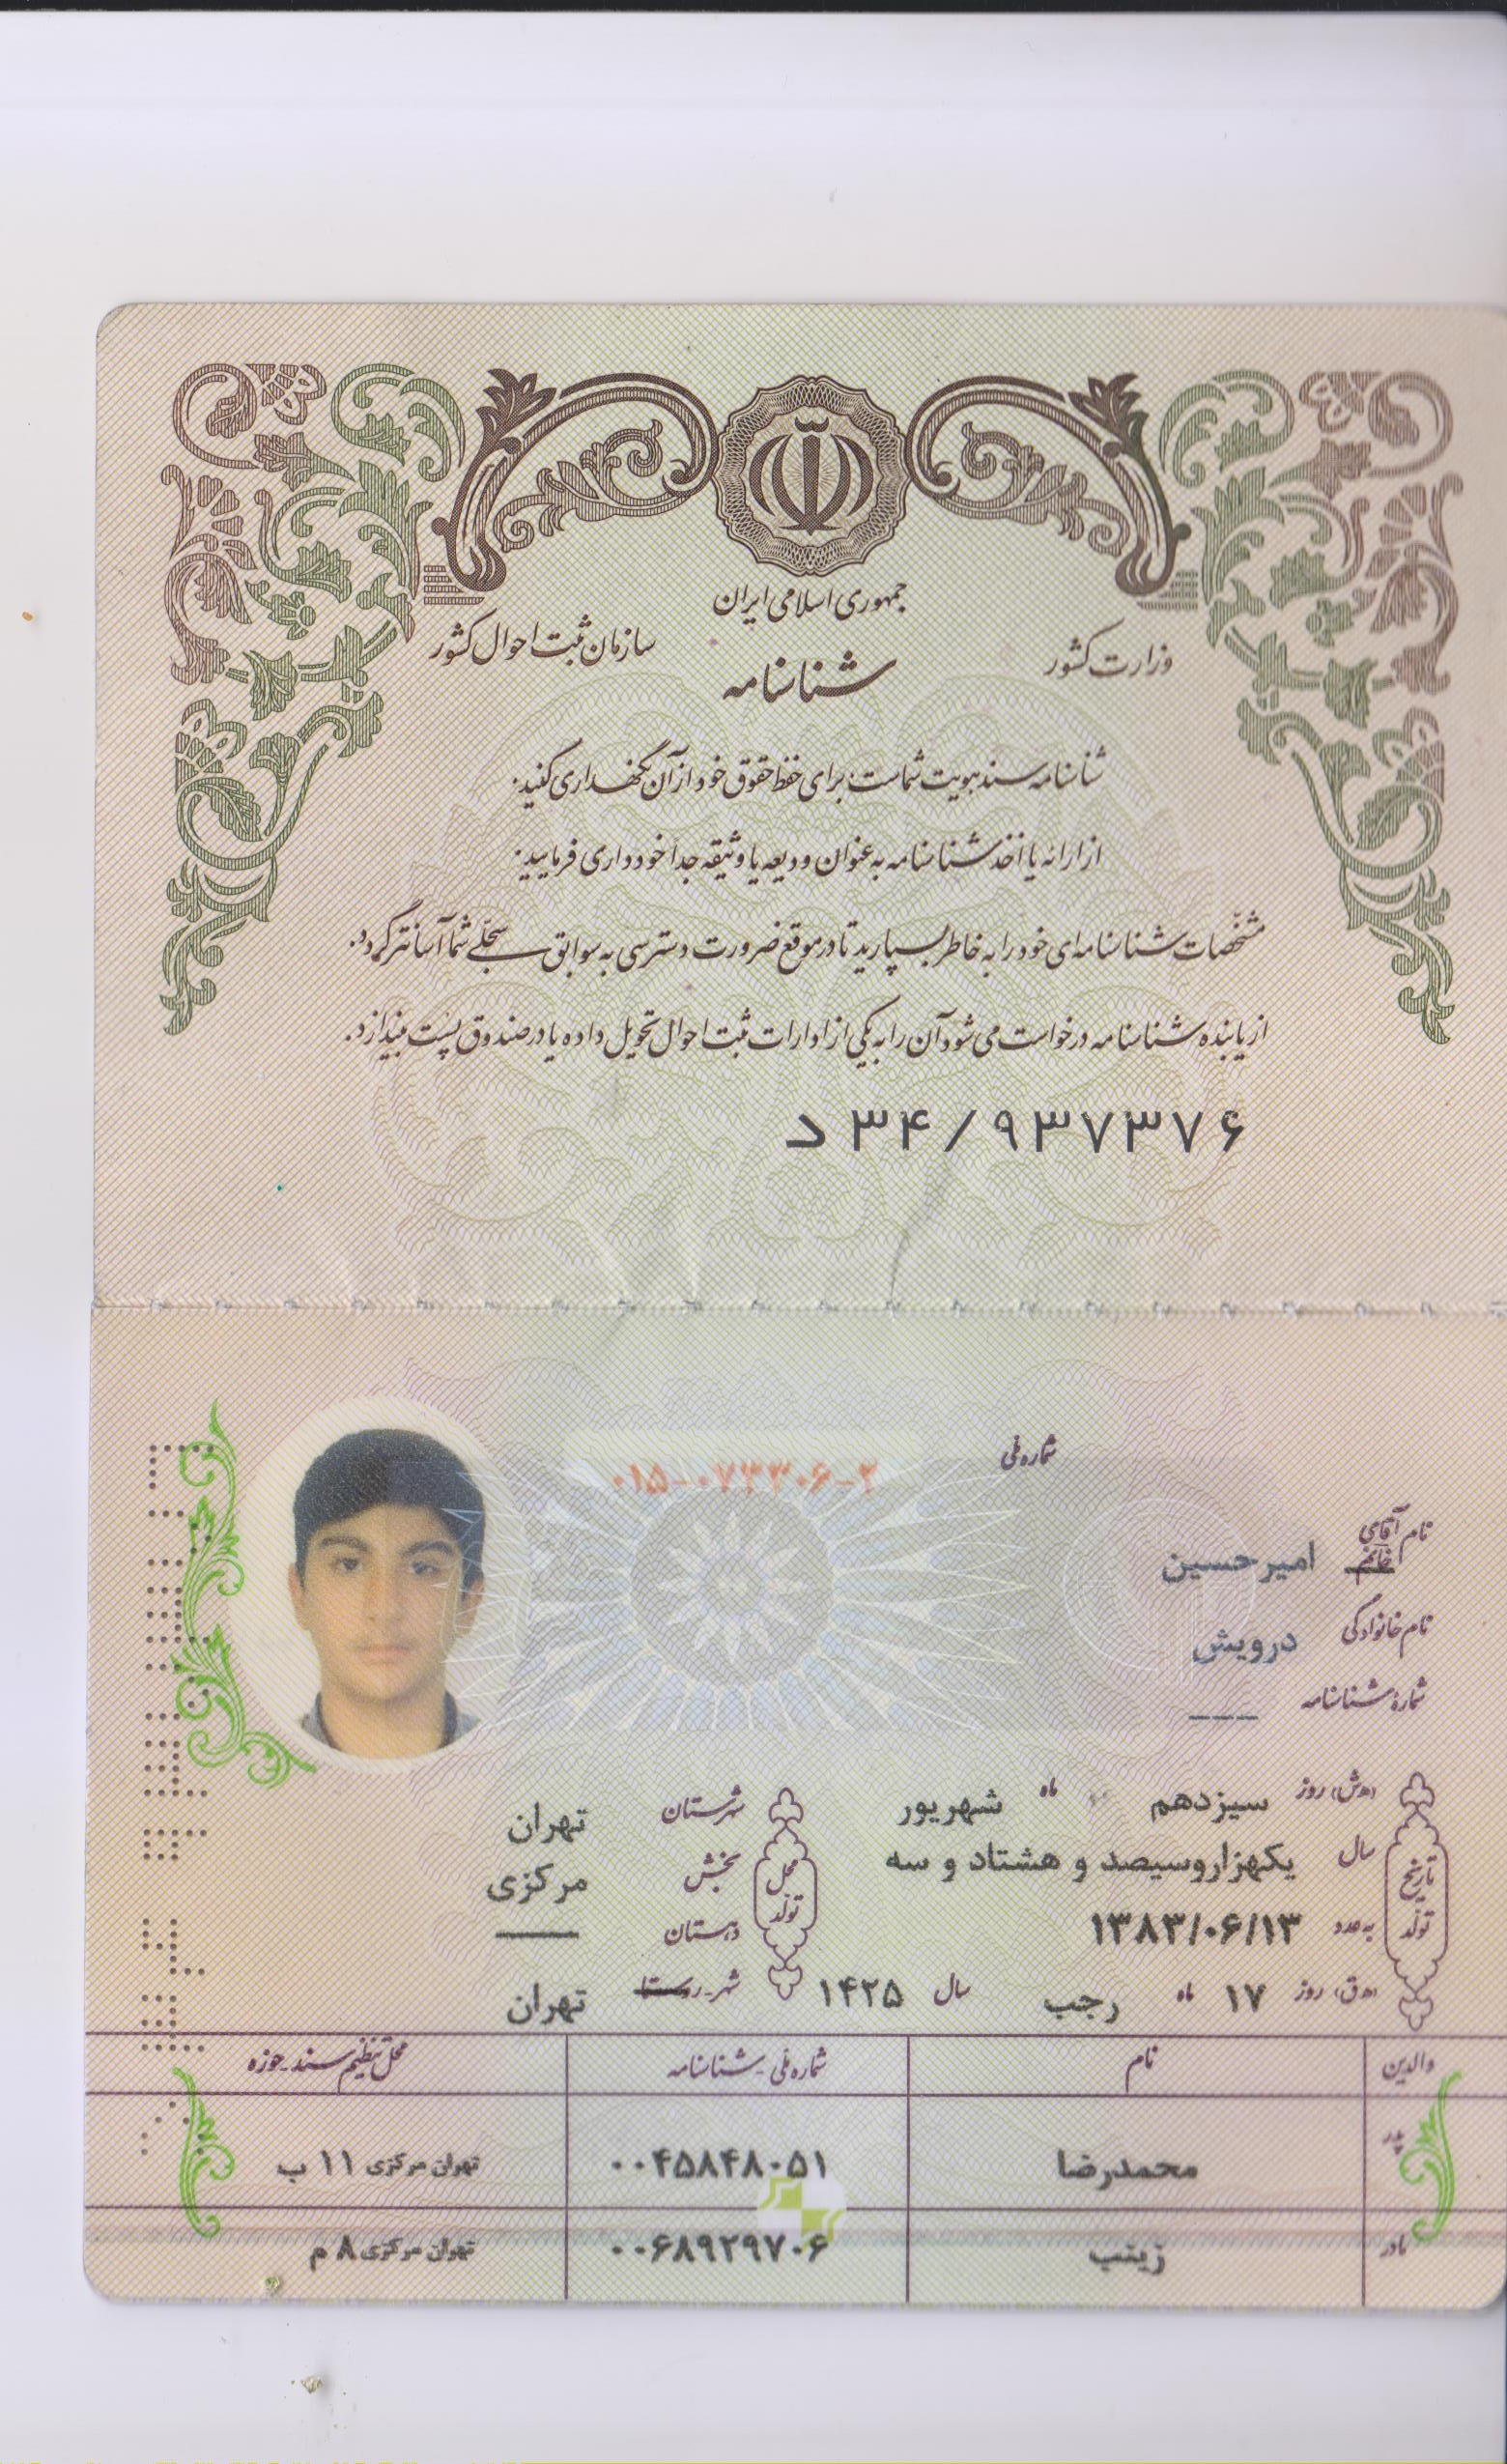 جمهوری اسلامی ایران
وزارت کشور
سازمان ثبت احوال کشور
شناسنامه
شناسنامه سند هویت شماست؛ برای حفظ حقوق خود از آن نگهداری کنید.
از ارائه یا اخذ شناسنامه به عنوان ودیعه یا وثیقه جداً خودداری فرمایید.
مشخصات شناسنامه‌ای خود را به خاطر بسپارید تا در موقع ضرورت دسترسی به سوابق سجلی شما آسانتر گردد.
از یابنده شناسنامه درخواست می‌شود آن را به یکی از ادارات ثبت احوال تحویل داده یا در صندوق پست بیندازد.
د ۳۴/۹۳۷۳۷۶
شماره ملی ۰۱۵-۰۷۳۳۰۶-۲
نام آقای خانم امیرحسین
نام خانوادگی درویش
شماره شناسنامه ---
تاریخ تولد
(ه‍.ش) روز سیزدهم ماه شهریور
سال یکهزاروسیصد و هشتاد و سه
به عدد ۱۳۸۳/۰۶/۱۳
(ه‍.ق) روز ۱۷ ماه رجب سال ۱۴۲۵
محل تولد
شهرستان تهران
بخش مرکزی
دهستان ——
شهر-روستا تهران
والدین نام شماره ملی-شناسنامه محل تنظیم سند-حوزه
پدر محمدرضا ۰۰۴۵۸۴۸۰۵۱ تهران مرکزی ۱۱ ب
مادر زینب ۰۰۶۸۹۲۹۷۰۶ تهران مرکزی ۸ م